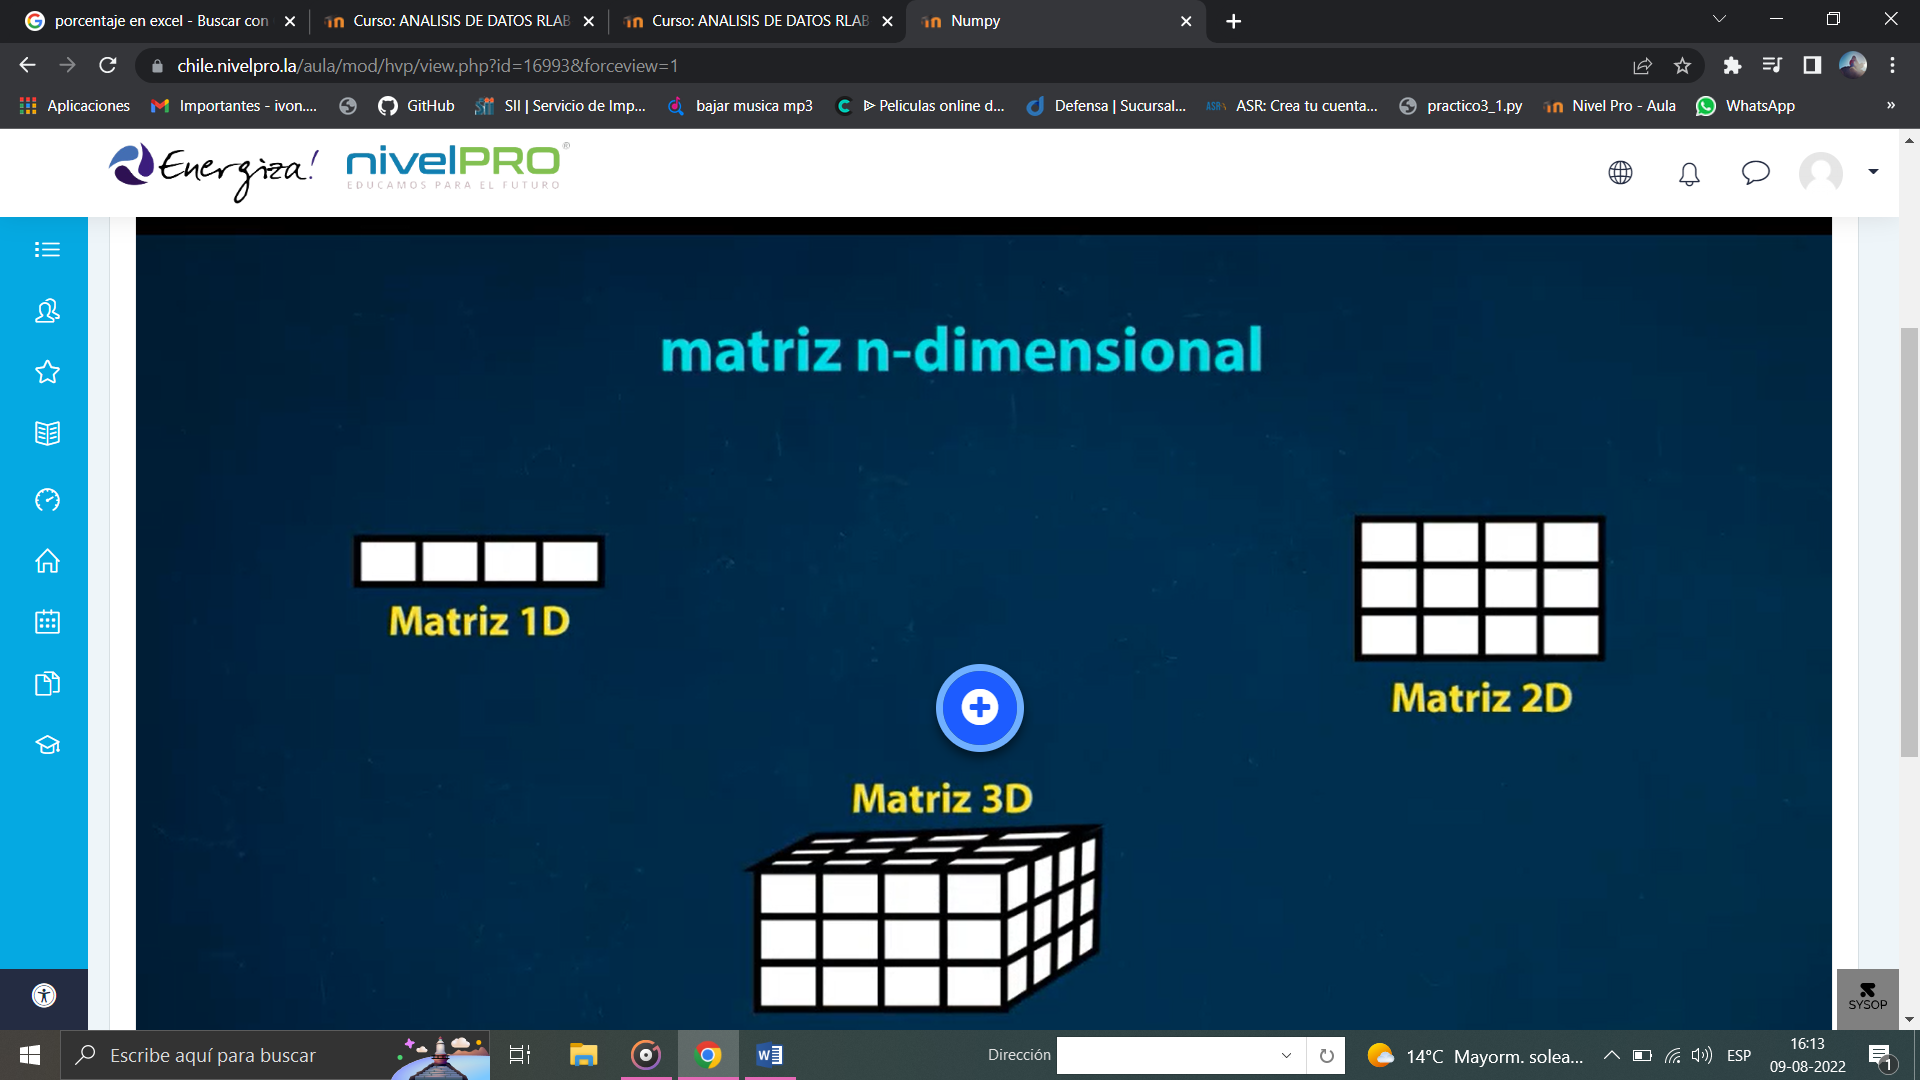 porcentaje en excel - Buscar con
Curso: ANALISIS DE DATOS RLAB
Curso: ANALISIS DE DATOS RLAB
Numpy
chile.nivelpro.la/aula/mod/hvp/view.php?id=16993&forceview=1
Aplicaciones
Importantes - ivon....
GitHub
SII | Servicio de Imp...
bajar musica mp3
Peliculas online d...
Defensa | Sucursal...
ASR: Crea tu cuenta...
practico3_1.py
Nivel Pro - Aula
WhatsApp
»
Energiza!
nivelPRO®
EDUCAMOS PARA EL FUTURO
matriz n-dimensional
Matriz 1D
Matriz 2D
Matriz 3D
SYSOP
Escribe aquí para buscar
Dirección
14°C Mayorm. solea...
ESP
16:13
09-08-2022
1